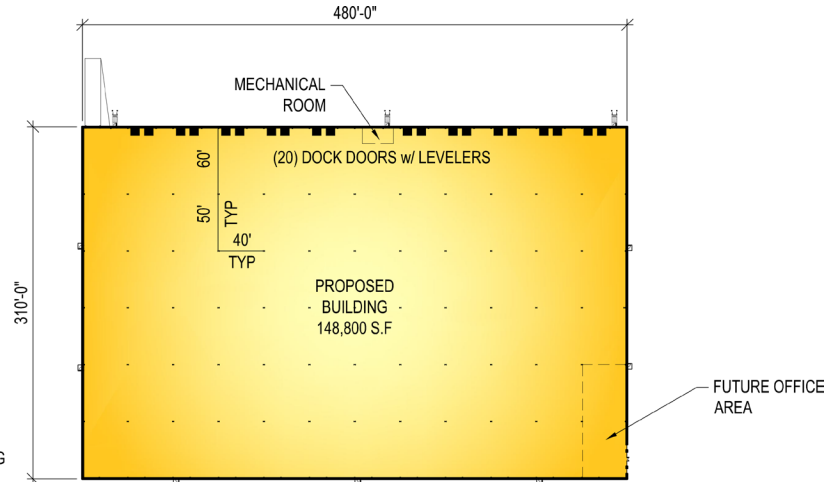 480'-0"
MECHANICAL
ROOM
(20) DOCK DOORS w/ LEVELERS
60'
50'
TYP
40'
TYP
310'-0"
PROPOSED
BUILDING
148,800 S.F
FUTURE OFFICE
AREA
G